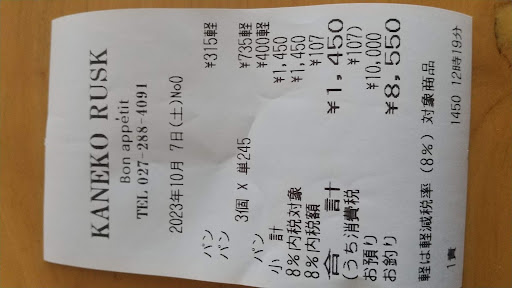 KANEKO RUSK
Bon appétit
TEL 027-288-4091
2023年10月 7日(土)No0
パン ¥315軽
パン
3個 X 単245 ¥735軽
パン ¥400軽
小 計 ¥1,450
8%内税対象 ¥1,450
8%内税額 ¥107
合 計 ¥1,450
(うち消費税 ¥107)
お預り ¥10,000
お釣り ¥8,550
軽は軽減税率(8%)対象商品
1責 1450 12時19分